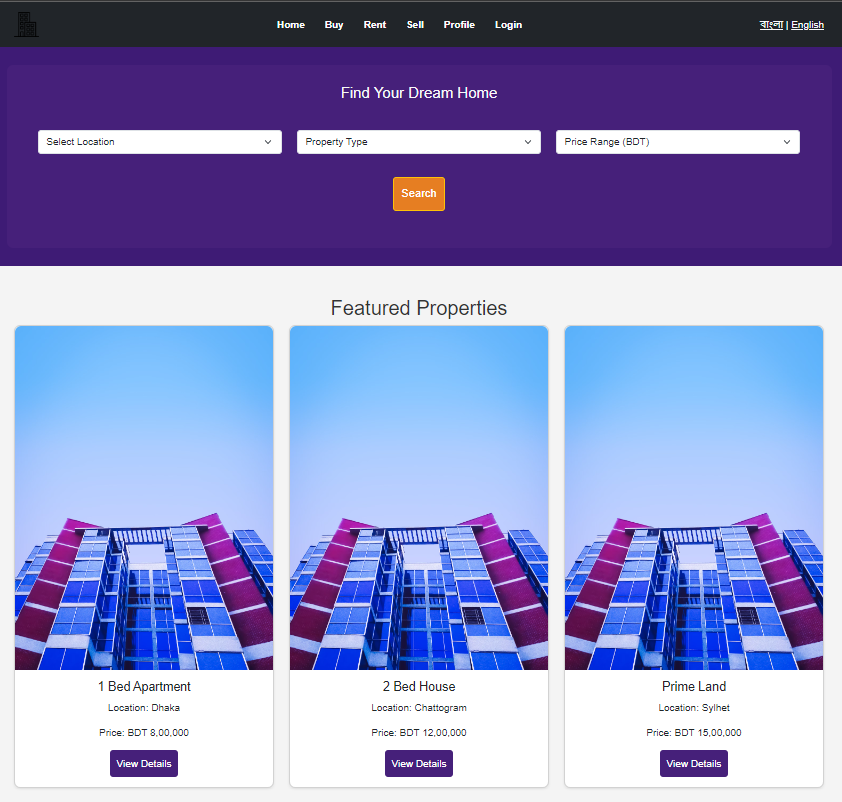 Home Buy Rent Sell Profile Login
বাংলা | English
Find Your Dream Home
Select Location
Property Type
Price Range (BDT)
Search
Featured Properties
1 Bed Apartment
Location: Dhaka
Price: BDT 8,00,000
View Details
2 Bed House
Location: Chattogram
Price: BDT 12,00,000
View Details
Prime Land
Location: Sylhet
Price: BDT 15,00,000
View Details